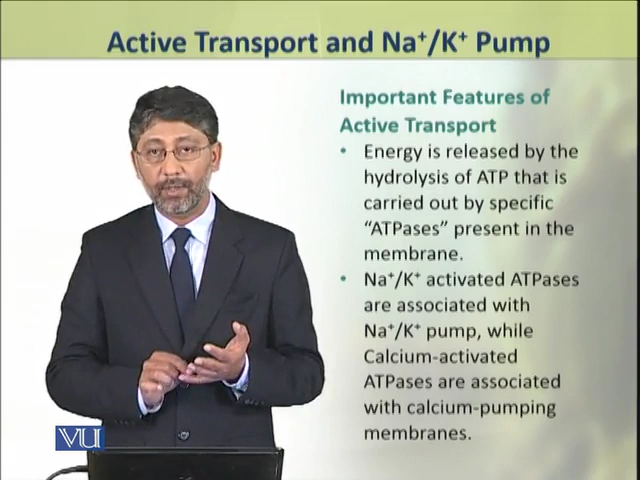 Active Transport and Na⁺/K⁺ Pump
Important Features of
Active Transport
• Energy is released by the
hydrolysis of ATP that is
carried out by specific
“ATPases” present in the
membrane.
• Na⁺/K⁺ activated ATPases
are associated with
Na⁺/K⁺ pump, while
Calcium-activated
ATPases are associated
with calcium-pumping
membranes.
VU